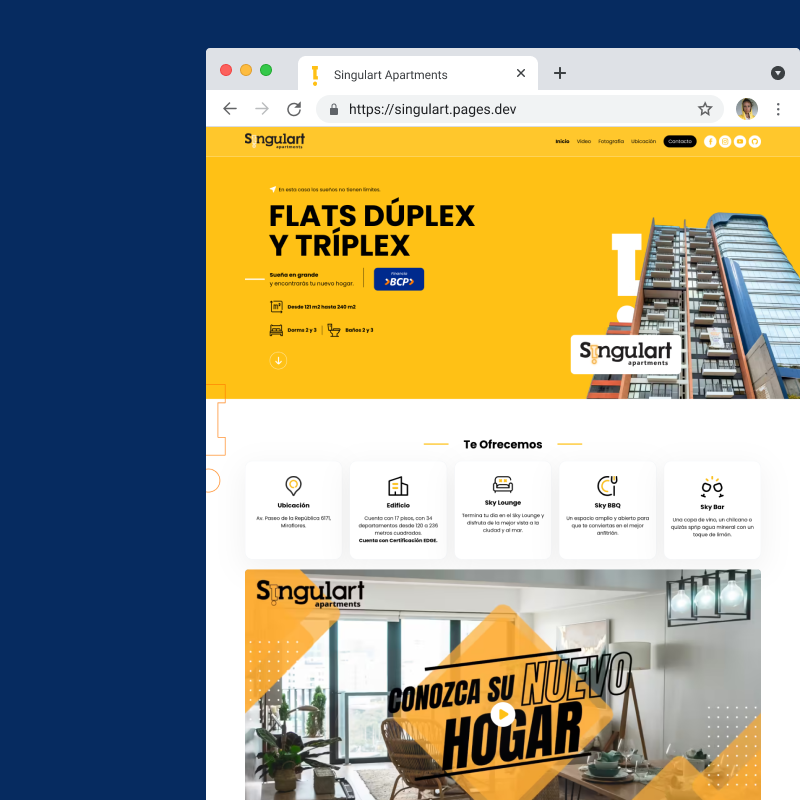 Singulart Apartments
https://singulart.pages.dev
Singulart
apartments
Inicio Video Fotografía Ubicación Contacto
En esta casa los sueños no tienen límites.
FLATS DÚPLEX
Y TRÍPLEX
Sueña en grande
y encontrarás tu nuevo hogar.
Financia
BCP
m²
Desde 121 m2 hasta 240 m2
Dorms 2 y 3 Baños 2 y 3
Singulart
apartments
Te Ofrecemos
Ubicación
Av. Paseo de la República 6171,
Miraflores.
Edificio
Cuenta con 17 pisos, con 34
departamentos desde 120 a 236
metros cuadrados.
Cuenta con Certificación EDGE.
Sky Lounge
Termina tu día en el Sky Lounge y
disfruta de la mejor vista a la
ciudad y al mar.
Sky BBQ
Un espacio amplio y abierto para
que te conviertas en el mejor
anfitrión.
Sky Bar
Una copa de vino, un chilcano o
quizás spnp agua mineral con un
toque de limón.
Singulart
apartments
CONOZCA SU NUEVO
HOGAR